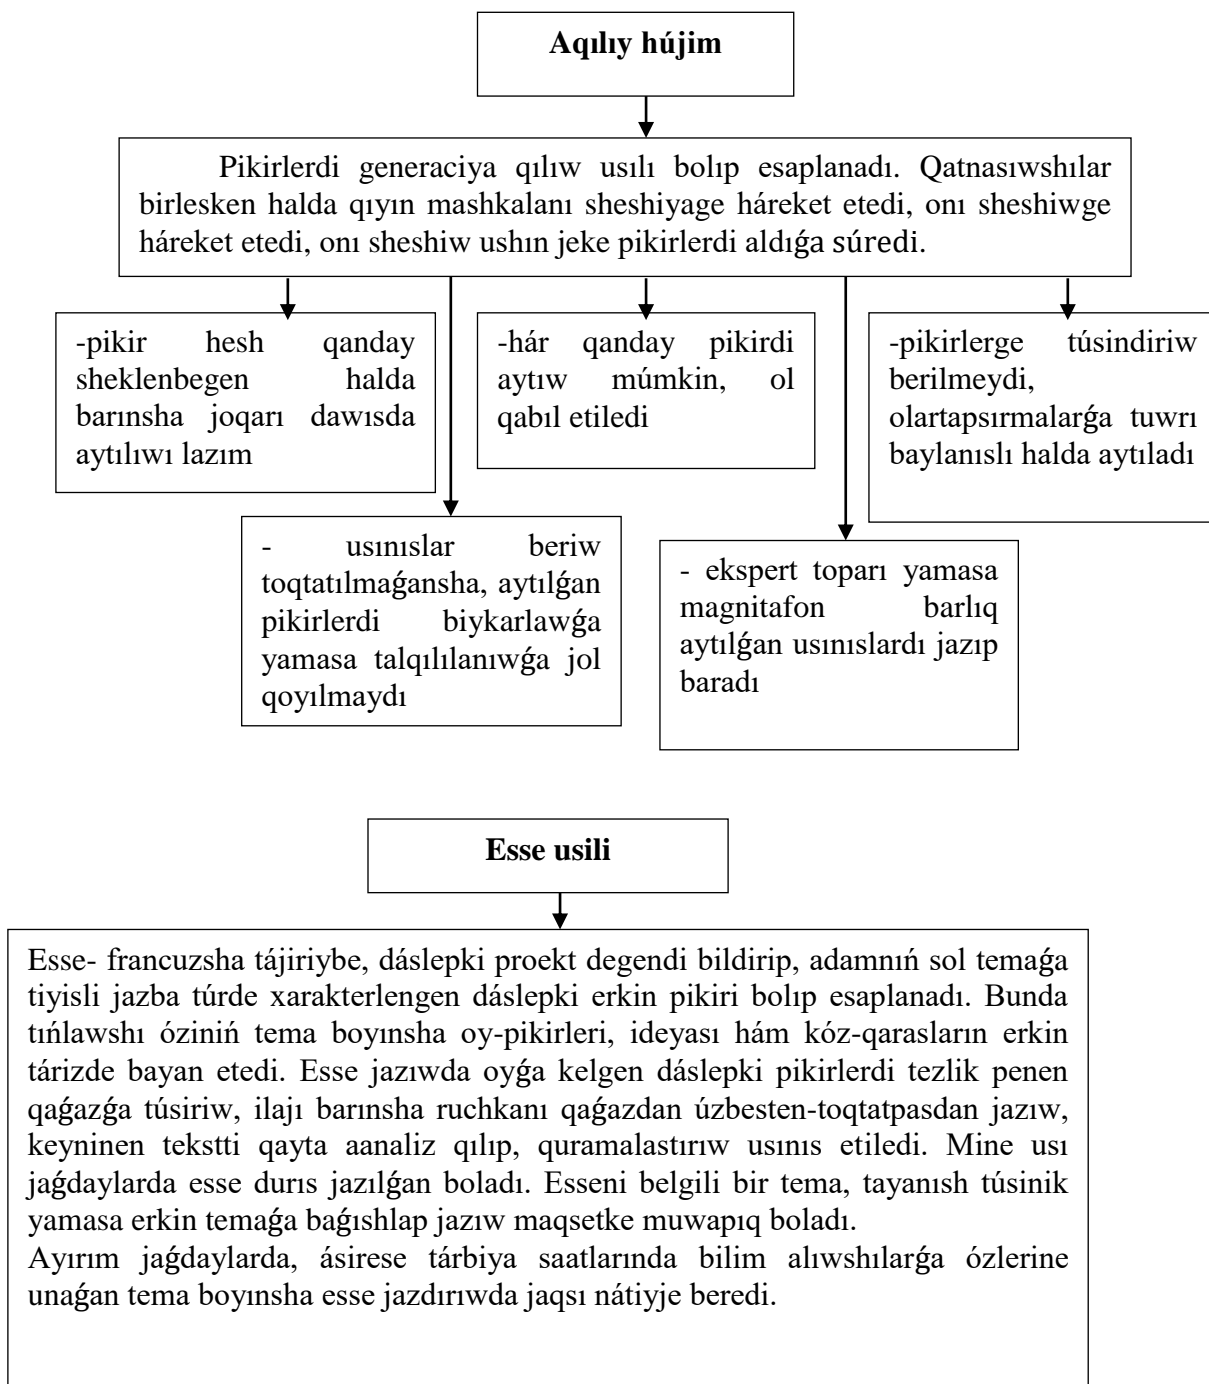 Aqılıy hújim
Pikirlerdi generaciya qılıw usılı bolıp esaplanadı. Qatnasıwshılar
birlesken halda qıyın mashkalanı sheshiyage háreket etedi, onı sheshiwge
háreket etedi, onı sheshiw ushın jeke pikirlerdi aldıǵa súredi.
-pikir hesh qanday
sheklenbegen halda
barınsha joqarı dawısda
aytılıwı lazım
-hár qanday pikirdi
aytıw múmkin, ol
qabıl etiledi
-pikirlerge túsindiriw
berilmeydi,
olartapsırmalarǵa tuwrı
baylanıslı halda aytıladı
- usınıslar beriw
toqtatılmaǵansha, aytılǵan
pikirlerdi biykarlawǵa
yamasa talqılılanıwǵa jol
qoyılmaydı
- ekspert toparı yamasa
magnitafon barlıq
aytılǵan usınıslardı jazıp
baradı
Esse usili
Esse- francuzsha tájiriybe, dáslepki proekt degendi bildirip, adamnıń sol temaǵa
tiyisli jazba túrde xarakterlengen dáslepki erkin pikiri bolıp esaplanadı. Bunda
tıńlawshı óziniń tema boyınsha oy-pikirleri, ideyası hám kóz-qarasların erkin
tárizde bayan etedi. Esse jazıwda oyǵa kelgen dáslepki pikirlerdi tezlik penen
qaǵazǵa túsiriw, ilajı barınsha ruchkanı qaǵazdan úzbesten-toqtatpasdan jazıw,
keyninen tekstti qayta aanaliz qılıp, quramalastırıw usınıs etiledi. Mine usı
jaǵdaylarda esse durıs jazılǵan boladı. Esseni belgili bir tema, tayanısh túsinik
yamasa erkin temaǵa baǵıshlap jazıw maqsetke muwapıq boladı.
Ayırım jaǵdaylarda, ásirese tárbiya saatlarında bilim alıwshılarǵa ózlerine
unaǵan tema boyınsha esse jazdırıwda jaqsı nátiyje beredi.